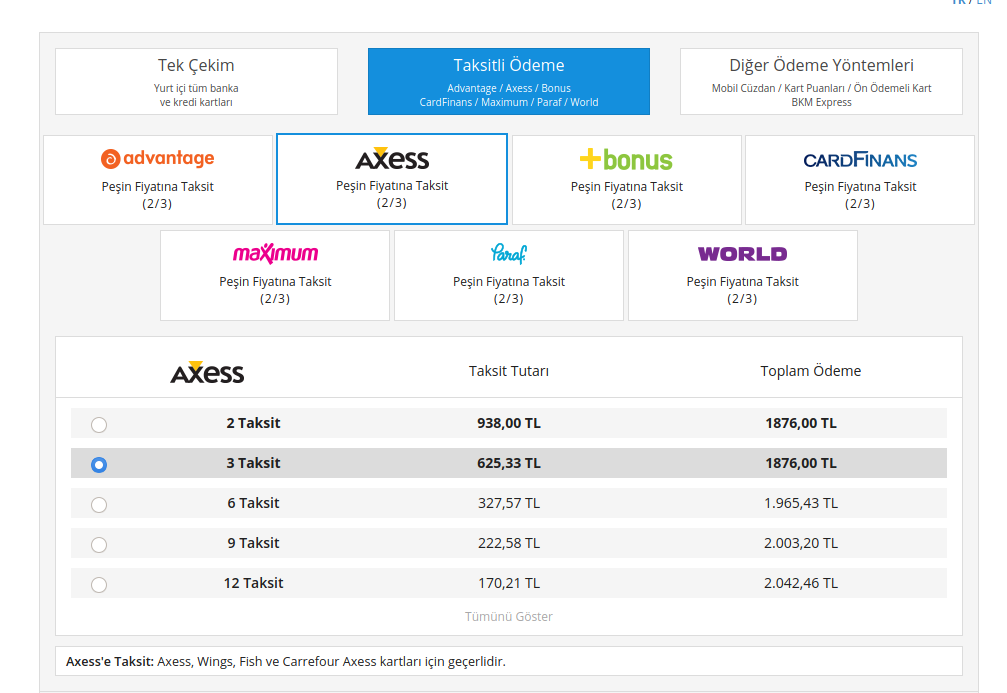 TR / EN
Tek Çekim
Yurt içi tüm banka
ve kredi kartları
Taksitli Ödeme
Advantage / Axess / Bonus
CardFinans / Maximum / Paraf / World
Diğer Ödeme Yöntemleri
Mobil Cüzdan / Kart Puanları / Ön Ödemeli Kart
BKM Express
advantage
Peşin Fiyatına Taksit
(2/3)
axess
Peşin Fiyatına Taksit
(2/3)
+bonus
Peşin Fiyatına Taksit
(2/3)
CARDFINANS
Peşin Fiyatına Taksit
(2/3)
maximum
Peşin Fiyatına Taksit
(2/3)
Paraf
Peşin Fiyatına Taksit
(2/3)
WORLD
Peşin Fiyatına Taksit
(2/3)
axess Taksit Tutarı Toplam Ödeme
2 Taksit 938,00 TL 1876,00 TL
3 Taksit 625,33 TL 1876,00 TL
6 Taksit 327,57 TL 1.965,43 TL
9 Taksit 222,58 TL 2.003,20 TL
12 Taksit 170,21 TL 2.042,46 TL
Tümünü Göster
Axess'e Taksit: Axess, Wings, Fish ve Carrefour Axess kartları için geçerlidir.